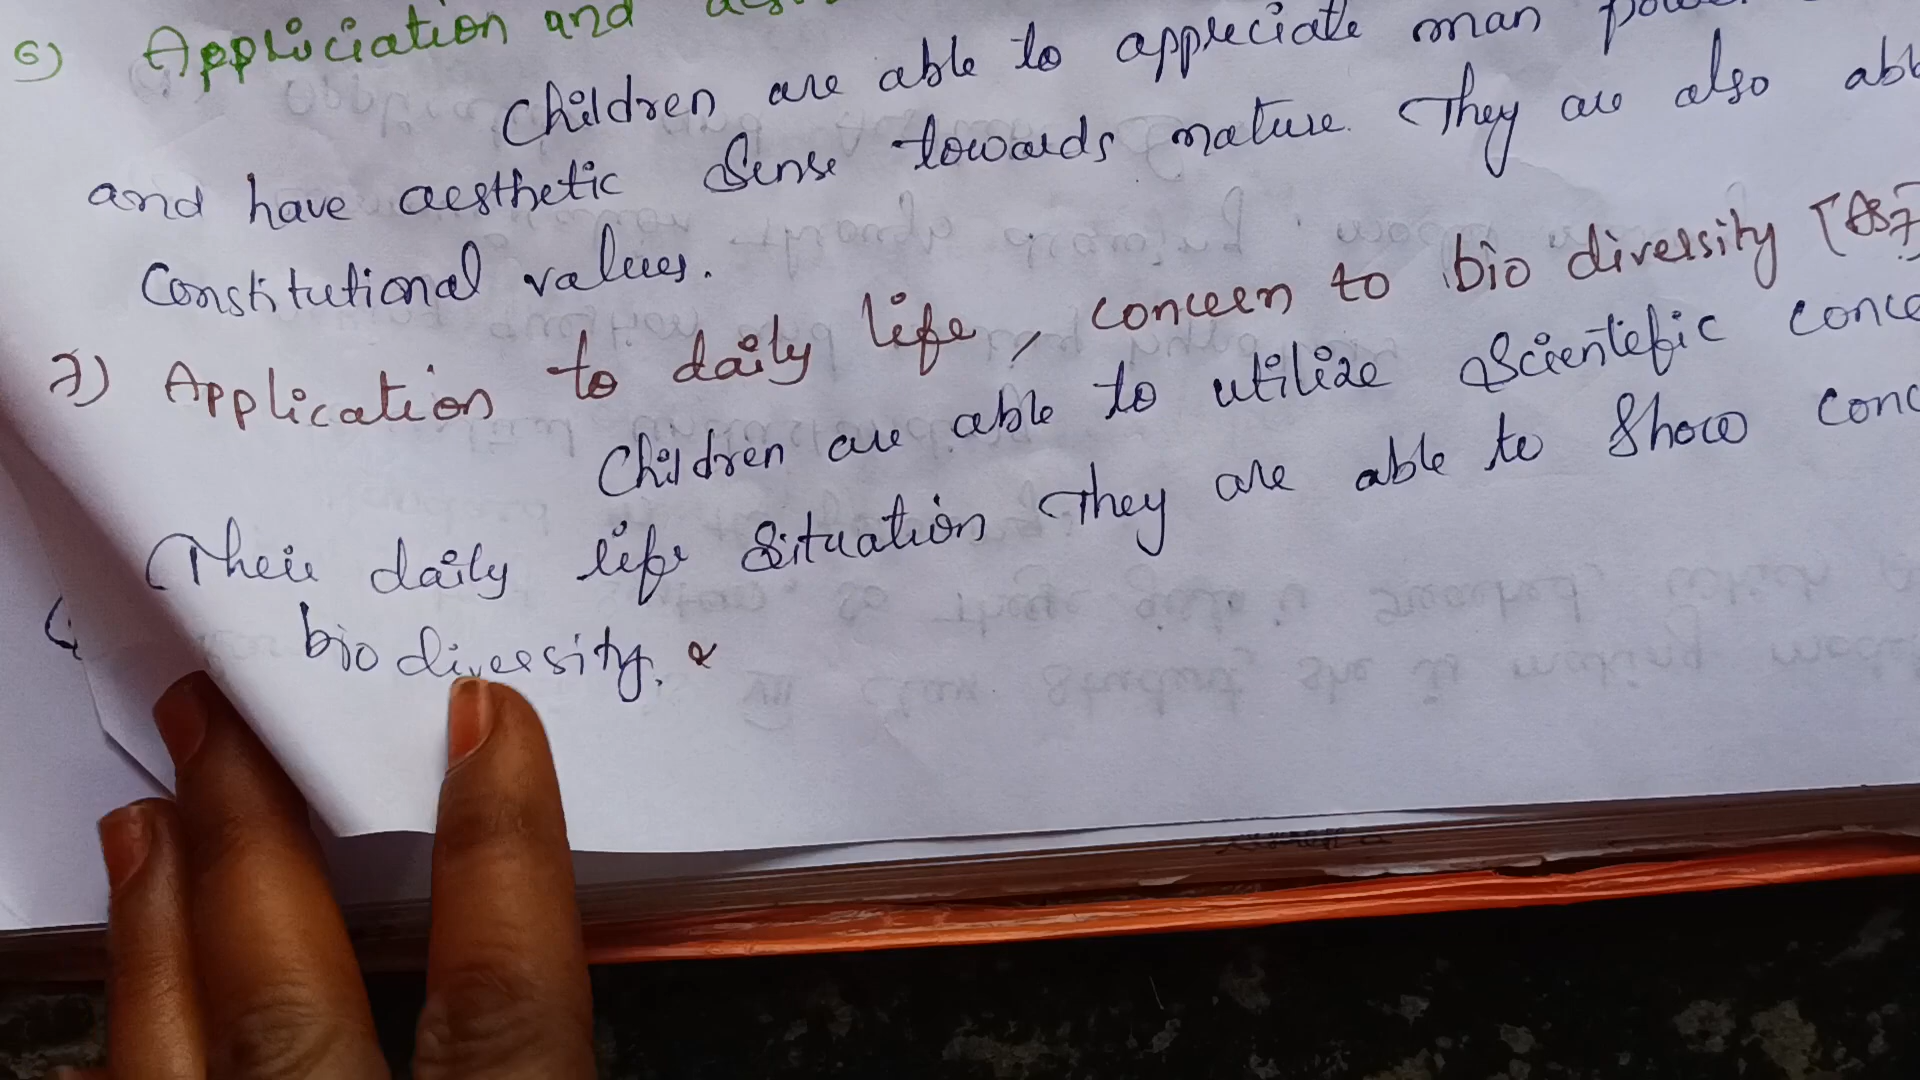 6) Appliciation and
Children are able to appreciate man
and have aesthetic Sense towards nature. They are also
Constitutional values.
7) Application to daily life, concern to bio diversity [AS7]
Children are able to utilize Scientific
Their daily life Situation They are able to Show
bio diversity.